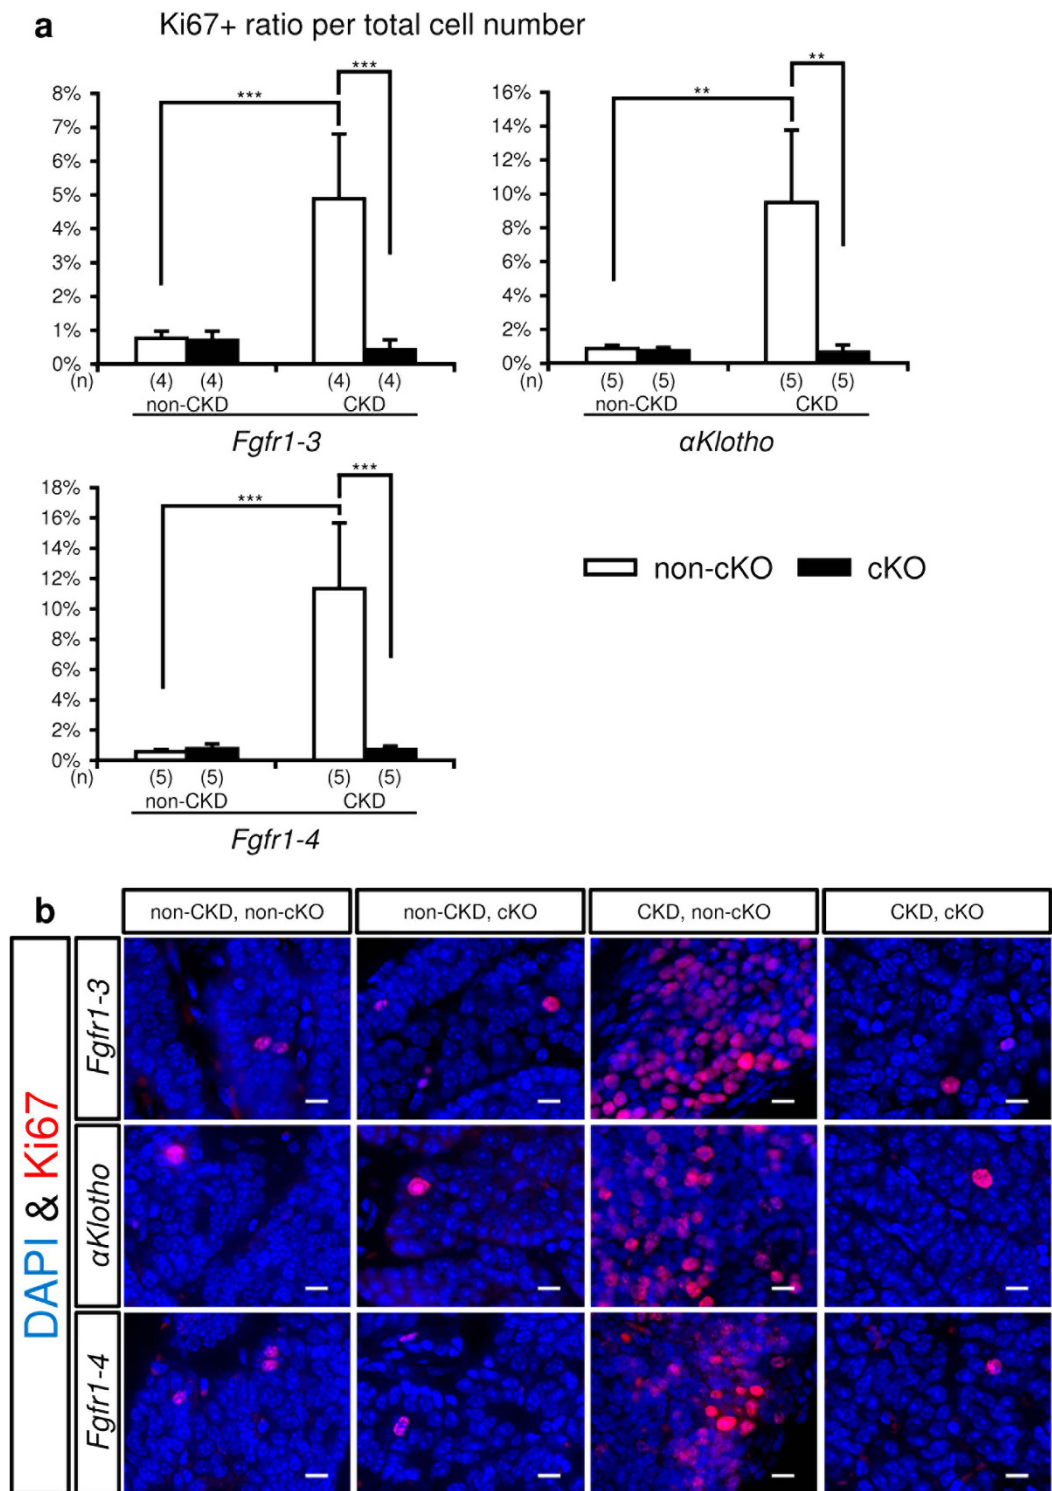 a
Ki67+ ratio per total cell number
8%
7%
6%
5%
4%
3%
2%
1%
0%
***
***
(n) (4) (4) (4) (4)
non-CKD CKD
Fgfr1-3
16%
14%
12%
10%
8%
6%
4%
2%
0%
**
**
(n) (5) (5) (5) (5)
non-CKD CKD
αKlotho
18%
16%
14%
12%
10%
8%
6%
4%
2%
0%
***
***
(n) (5) (5) (5) (5)
non-CKD CKD
Fgfr1-4
non-cKO cKO
b
non-CKD, non-cKO
non-CKD, cKO
CKD, non-cKO
CKD, cKO
DAPI & Ki67
Fgfr1-3
αKlotho
Fgfr1-4